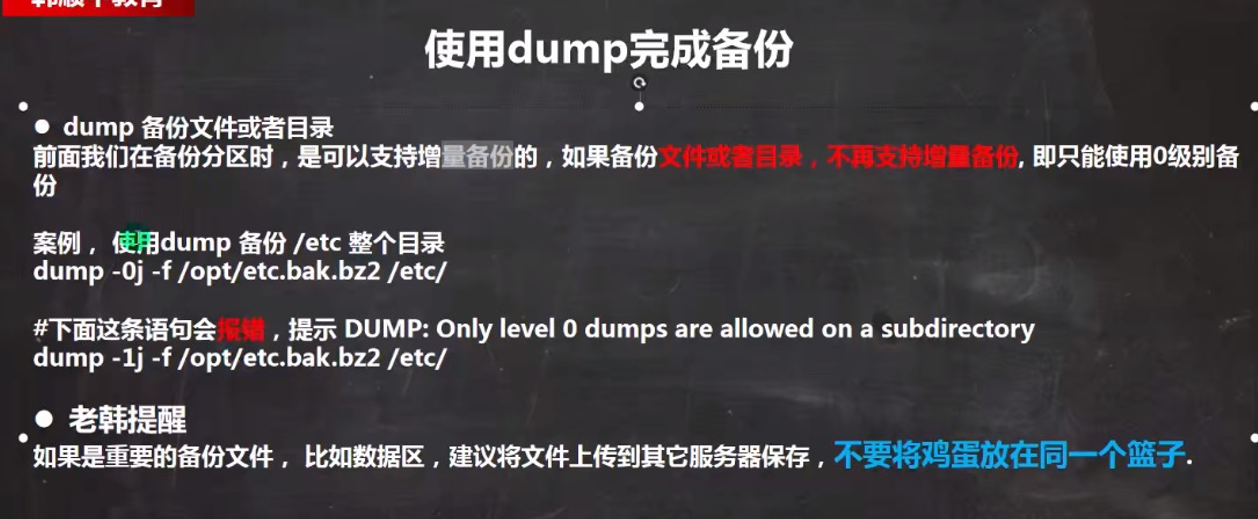 韩顺平教育
使用dump完成备份
● dump 备份文件或者目录
前面我们在备份分区时，是可以支持增量备份的，如果备份文件或者目录，不再支持增量备份, 即只能使用0级别备
份
案例， 使用dump 备份 /etc 整个目录
dump -0j -f /opt/etc.bak.bz2 /etc/
#下面这条语句会报错，提示 DUMP: Only level 0 dumps are allowed on a subdirectory
dump -1j -f /opt/etc.bak.bz2 /etc/
● 老韩提醒
如果是重要的备份文件， 比如数据区，建议将文件上传到其它服务器保存，不要将鸡蛋放在同一个篮子.